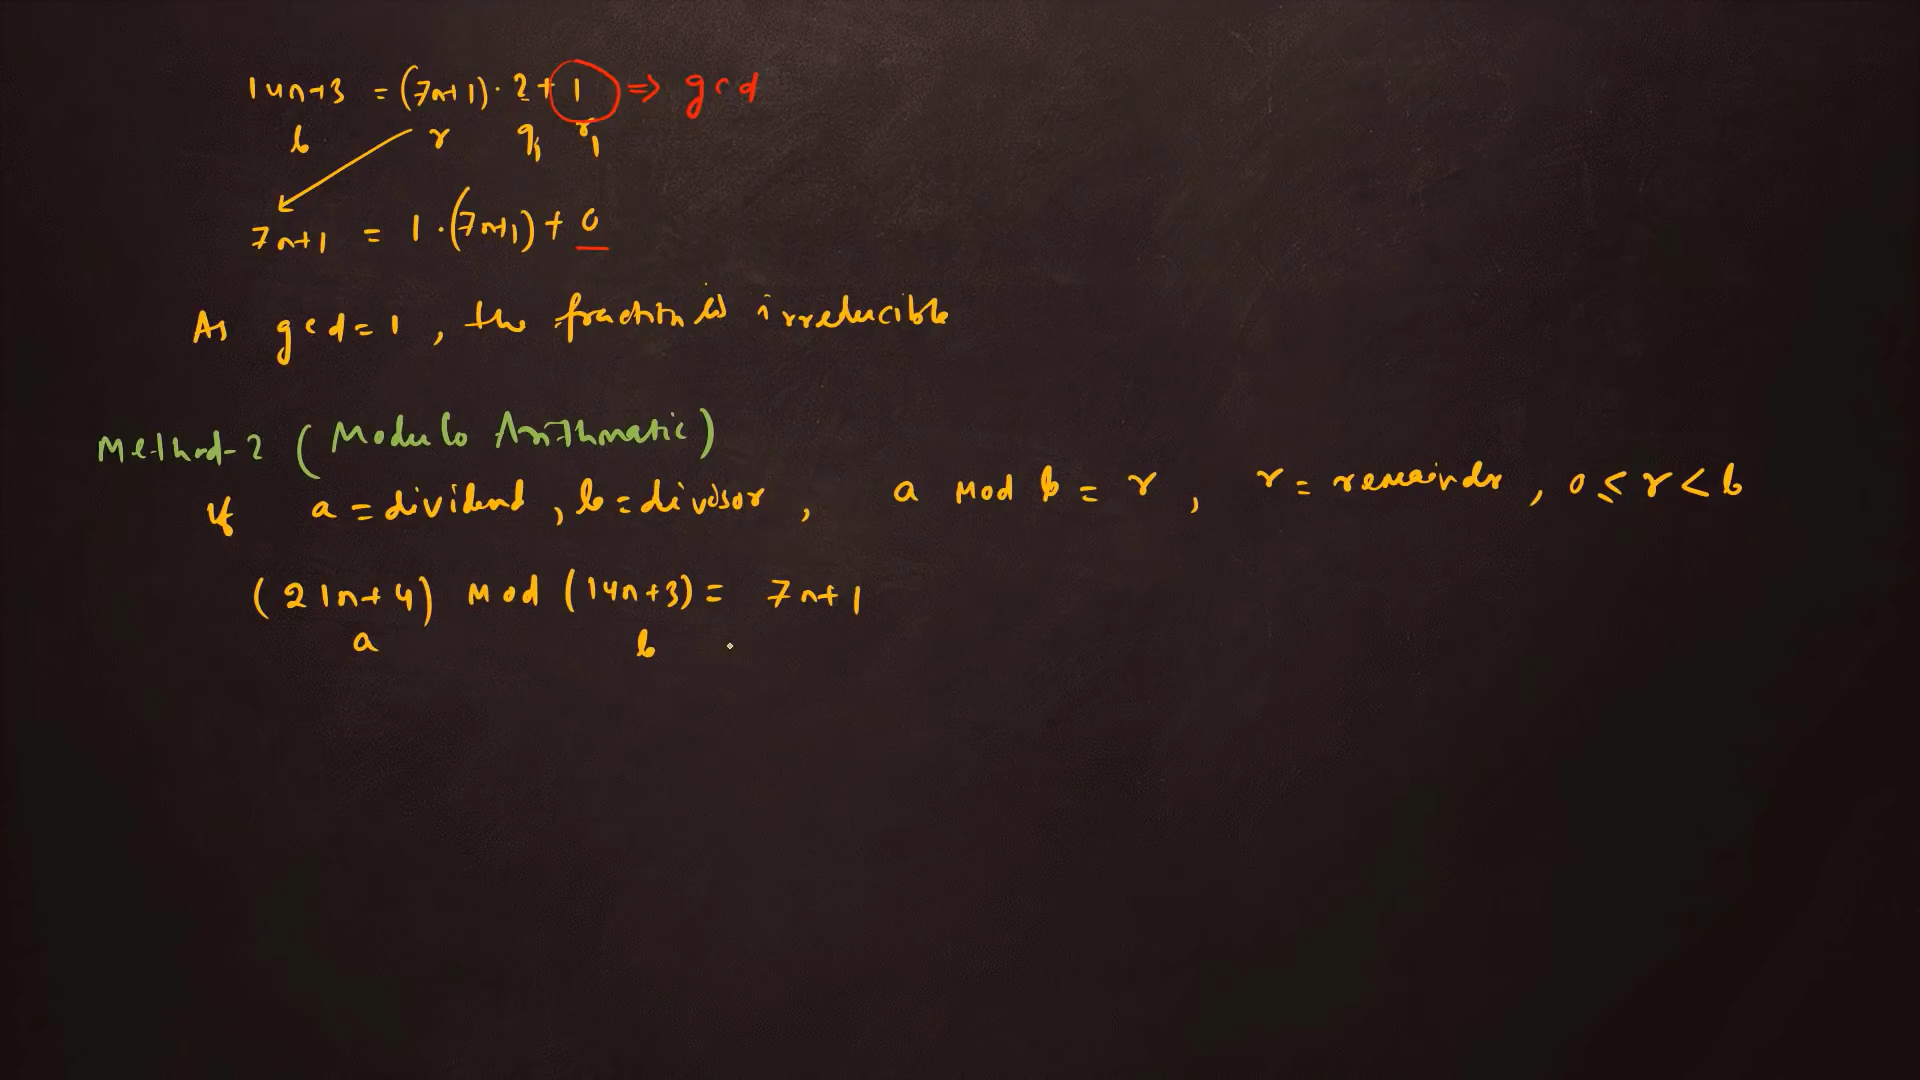 14n+3 = (7n+1)· 2 + 1 ⇒ gcd
b r q₁ r₁
7n+1 = 1·(7n+1) + 0
As gcd=1, the fraction is irreducible
Method-2 (Modulo Arithmatic)
If a = dividend, b = divisor, a mod b = r, r = remainder, 0 ≤ r < b
(21n+4) mod (14n+3) = 7n+1
a b